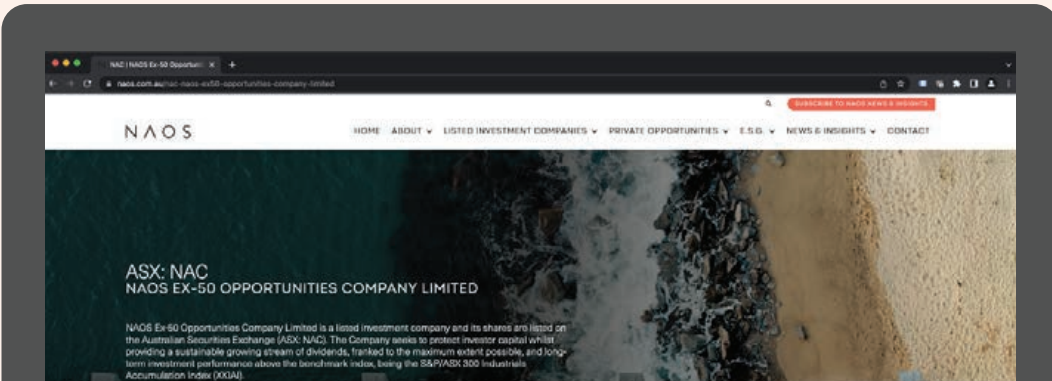 NAC | NAOS Ex-50 Opportuni
naos.com.au/nac-naos-ex50-opportunities-company-limited
SUBSCRIBE TO NAOS NEWS & INSIGHTS
NAOS
HOME ABOUT LISTED INVESTMENT COMPANIES PRIVATE OPPORTUNITIES E.S.G. NEWS & INSIGHTS CONTACT
ASX: NAC
NAOS EX-50 OPPORTUNITIES COMPANY LIMITED
NAOS Ex-50 Opportunities Company Limited is a listed investment company and its shares are listed on
the Australian Securities Exchange (ASX: NAC). The Company seeks to protect investor capital whilst
providing a sustainable growing stream of dividends, franked to the maximum extent possible, and long-
term investment performance above the benchmark index, being the S&P/ASX 300 Industrials
Accumulation Index (XKIAI).